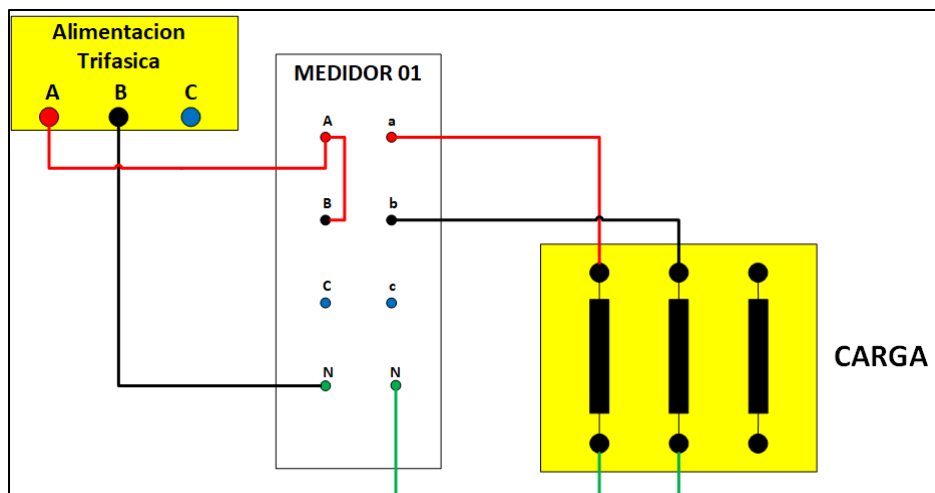 Alimentacion
Trifasica
A B C
MEDIDOR 01
A a
B b
C c
N N
CARGA